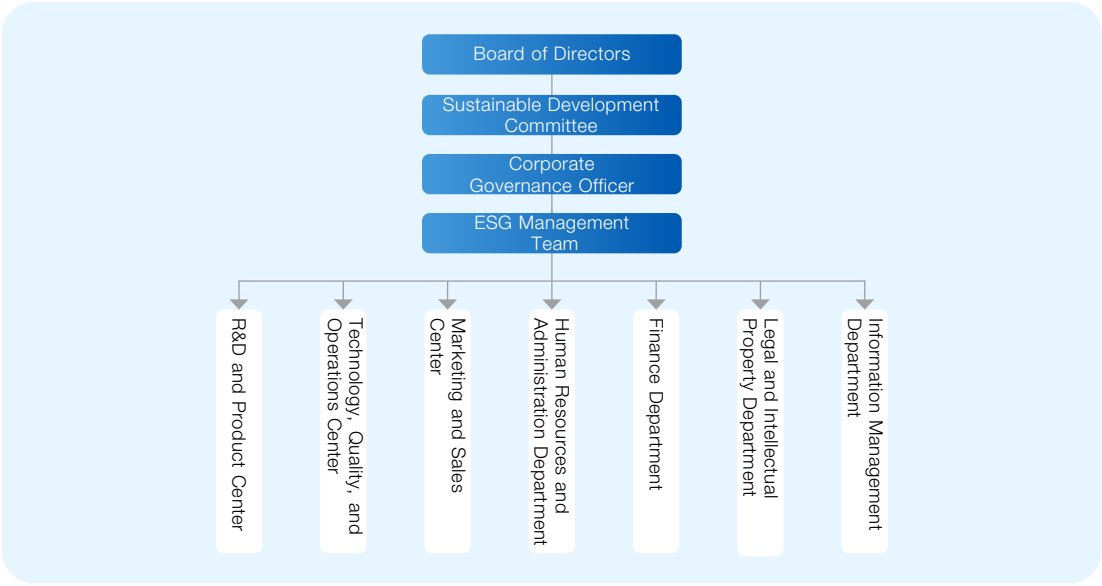 Board of Directors
Sustainable Development
Committee
Corporate
Governance Officer
ESG Management
Team
R&D and Product Center
Technology, Quality, and
Operations Center
Marketing and Sales
Center
Human Resources and
Administration Department
Finance Department
Legal and Intellectual
Property Department
Information Management
Department